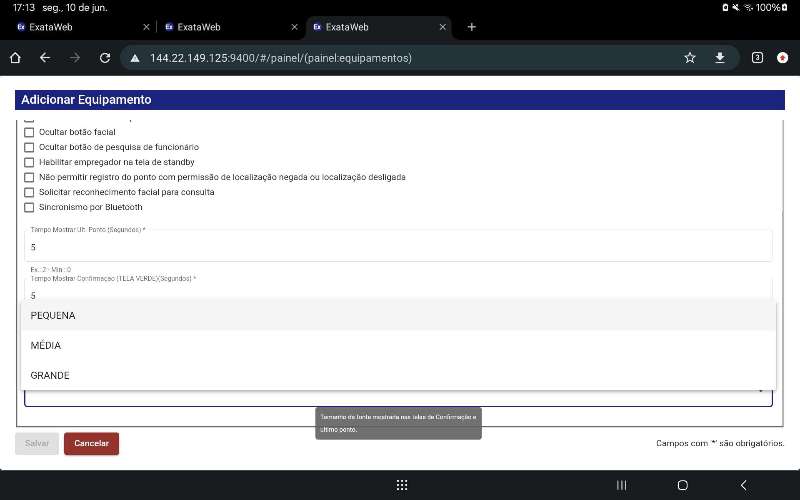 17:13 seg., 10 de jun.
100%
Ex ExataWeb
Ex ExataWeb
Ex ExataWeb
144.22.149.125:9400/#/painel/(painel:equipamentos)
3
Adicionar Equipamento
Ocultar botão facial
Ocultar botão de pesquisa de funcionário
Habilitar empregador na tela de standby
Não permitir registro do ponto com permissão de localização negada ou localização desligada
Solicitar reconhecimento facial para consulta
Sincronismo por Bluetooth
Tempo Mostrar Ult. Ponto (Segundos) *
5
Ex.: 2 - Min.: 0
Tempo Mostrar Confirmação (TELA VERDE)(Segundos) *
5
PEQUENA
MÉDIA
GRANDE
Tamanho da fonte mostrada nas telas de Confirmação e
ultimo ponto.
Salvar
Cancelar
Campos com '*' são obrigatórios.